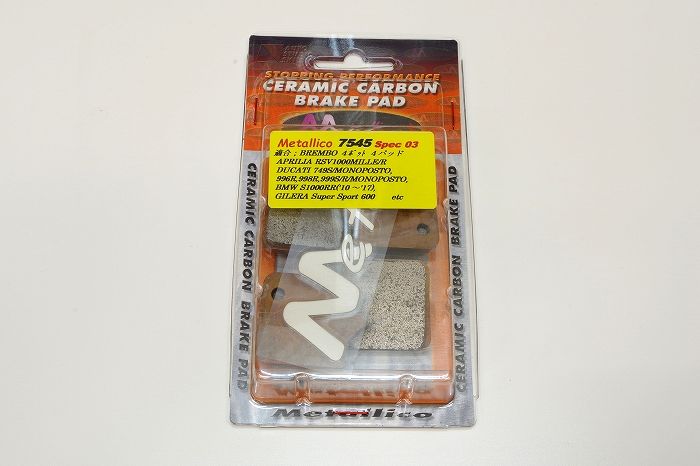 STOPPING PERFORMANCE
CERAMIC CARBON
BRAKE PAD
Metallico 7545 Spec 03
適合；BREMBO 4ポット 4パッド
APRILIA RSV1000MILLE/R
DUCATI 749S/MONOPOSTO,
996R,998R,999S/R/MONOPOSTO,
BMW S1000RR('10～'17),
GILERA Super Sport 600 etc
Met
CERAMIC CARBON BRAKE PAD
CERAMIC CARBON BRAKE PAD
Metallico